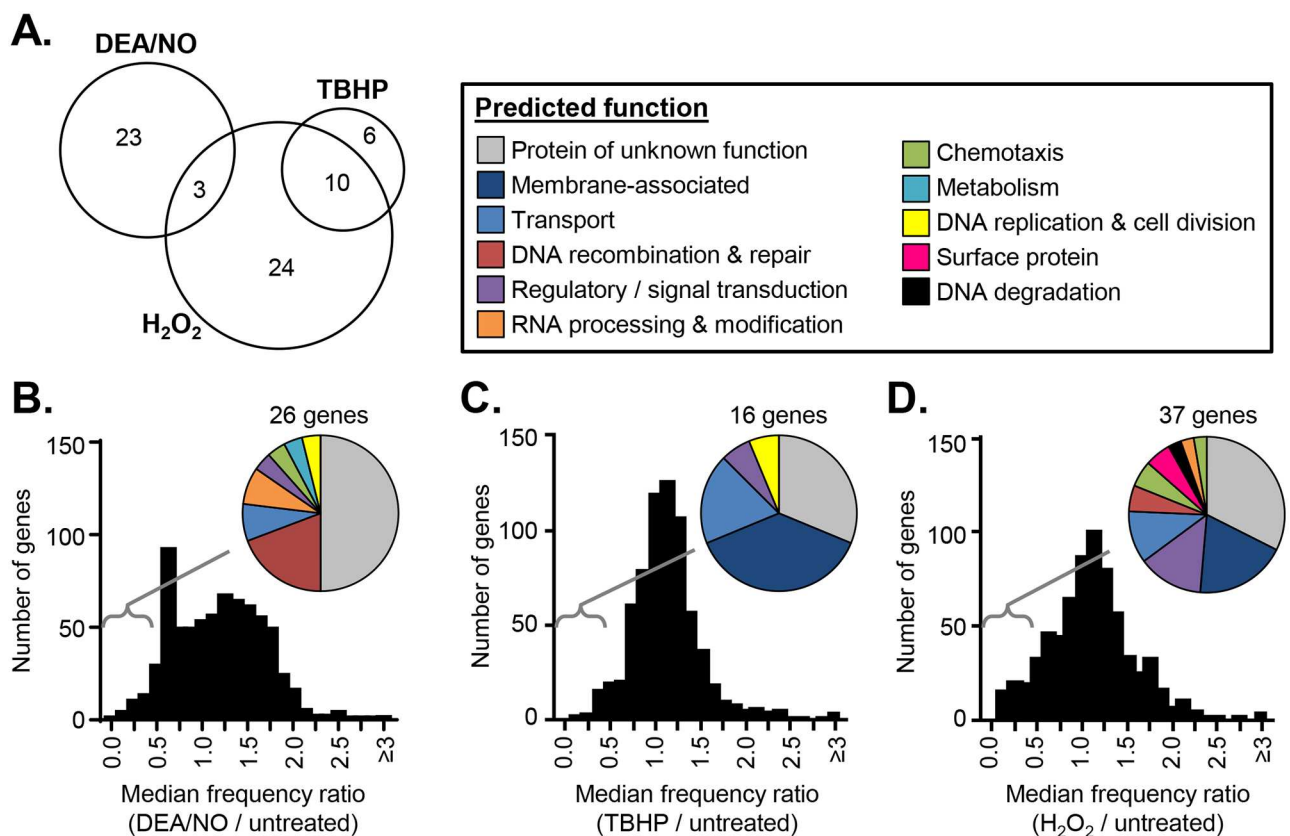 A.
DEA/NO
TBHP
23
6
3
10
24
H₂O₂
Predicted function
Protein of unknown function
Membrane-associated
Transport
DNA recombination & repair
Regulatory / signal transduction
RNA processing & modification
Chemotaxis
Metabolism
DNA replication & cell division
Surface protein
DNA degradation
B.
26 genes
Number of genes
150
100
50
0
0.0
0.5
1.0
1.5
2.0
2.5
≥3
Median frequency ratio
(DEA/NO / untreated)
C.
16 genes
Number of genes
150
100
50
0
0.0
0.5
1.0
1.5
2.0
2.5
≥3
Median frequency ratio
(TBHP / untreated)
D.
37 genes
Number of genes
150
100
50
0
0.0
0.5
1.0
1.5
2.0
2.5
≥3
Median frequency ratio
(H₂O₂ / untreated)